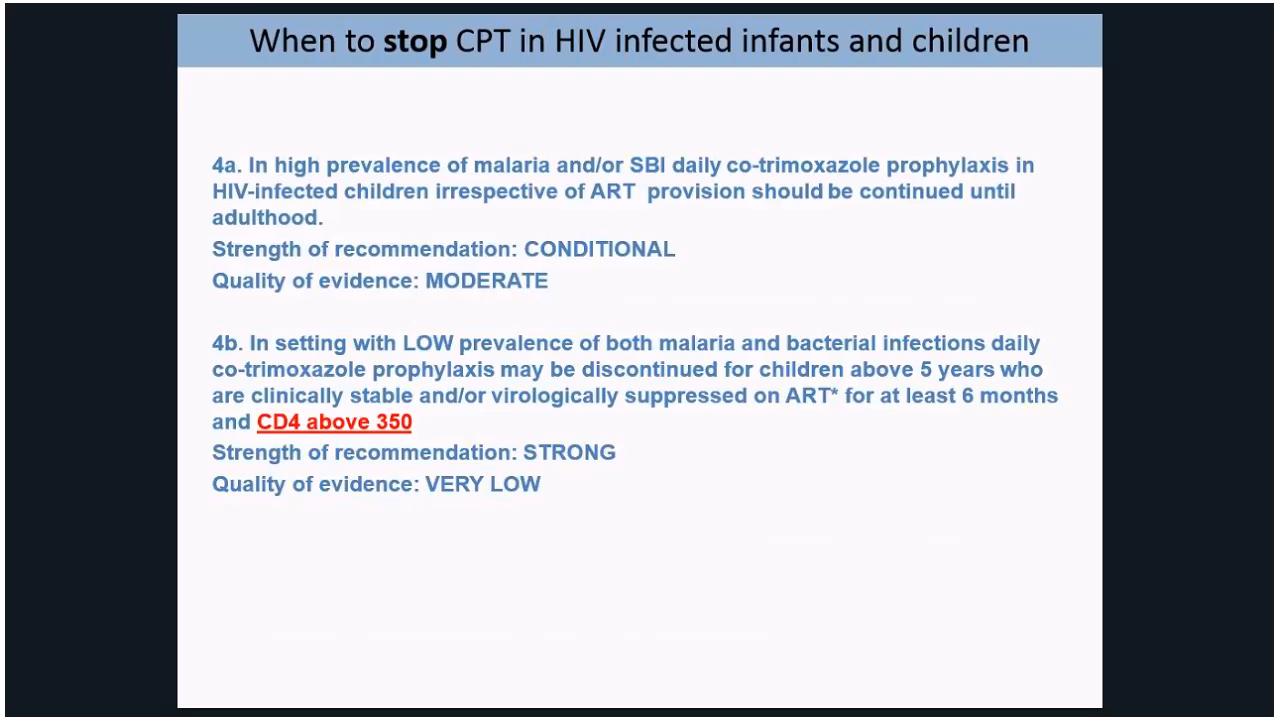 When to stop CPT in HIV infected infants and children
4a. In high prevalence of malaria and/or SBI daily co-trimoxazole prophylaxis in
HIV-infected children irrespective of ART provision should be continued until
adulthood.
Strength of recommendation: CONDITIONAL
Quality of evidence: MODERATE
4b. In setting with LOW prevalence of both malaria and bacterial infections daily
co-trimoxazole prophylaxis may be discontinued for children above 5 years who
are clinically stable and/or virologically suppressed on ART* for at least 6 months
and CD4 above 350
Strength of recommendation: STRONG
Quality of evidence: VERY LOW